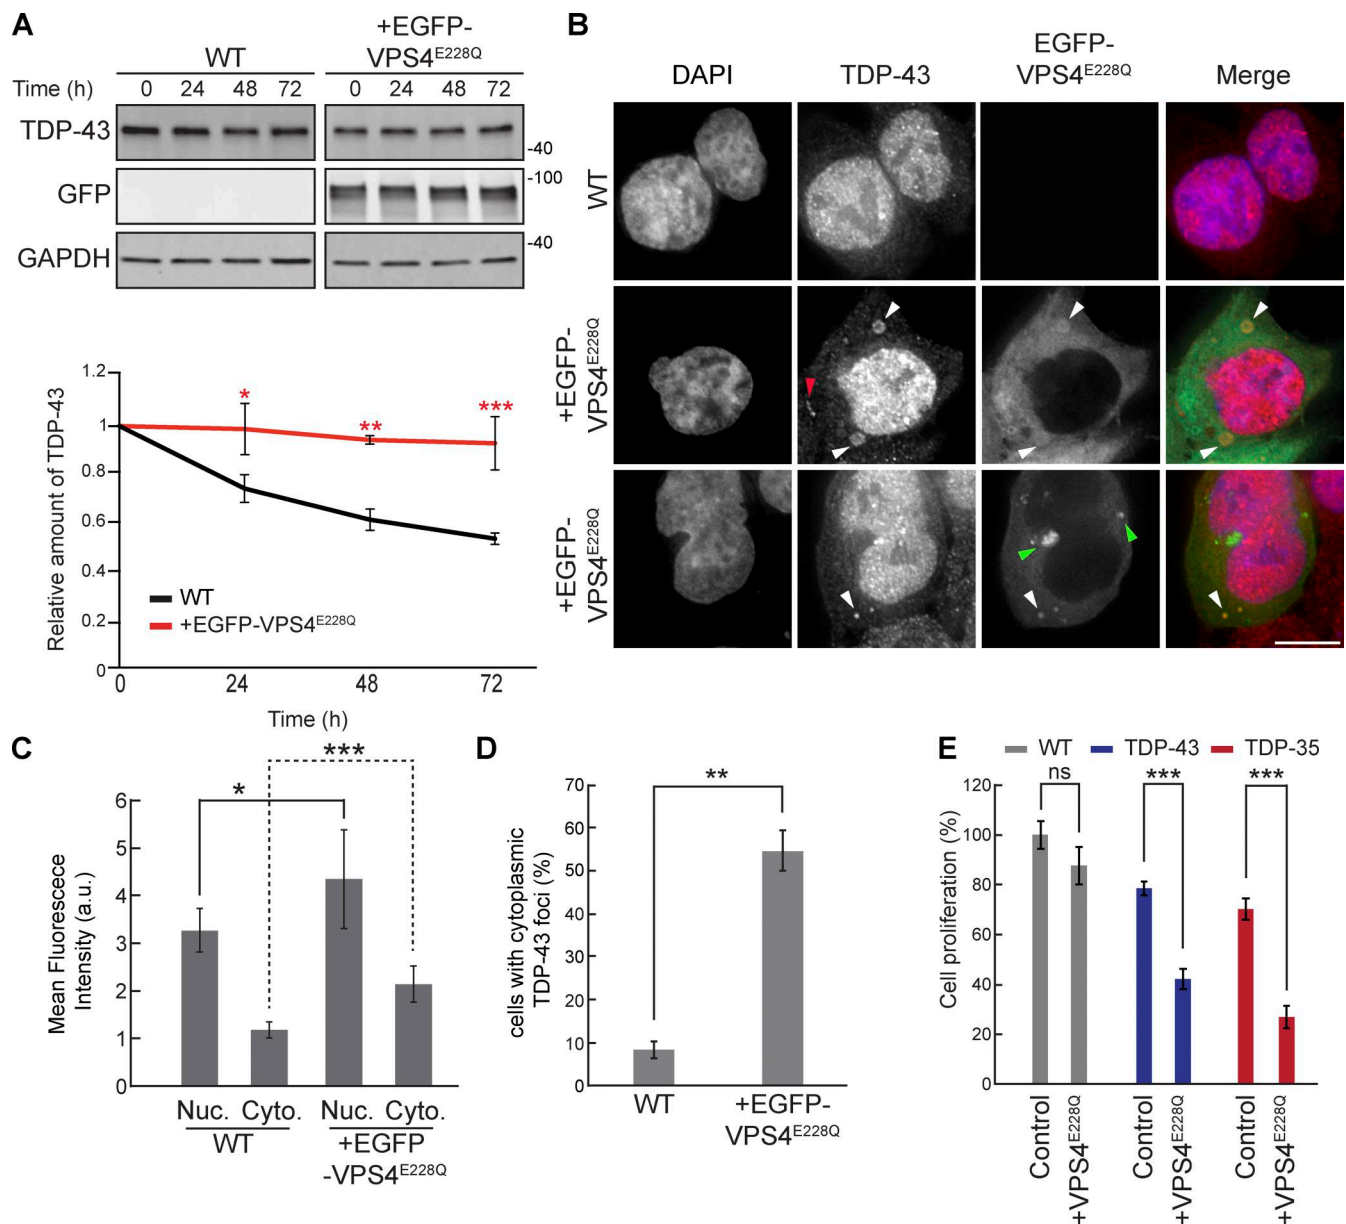 A
WT
+EGFP-
VPS4E228Q
Time (h) 0 24 48 72 0 24 48 72
TDP-43
-40
-100
GFP
-40
GAPDH
1.2
1
0.8
0.6
0.4
0.2
0
Relative amount of TDP-43
*
**
***
WT
+EGFP-VPS4E228Q
0 24 48 72
Time (h)
B
DAPI TDP-43 EGFP-
VPS4E228Q Merge
WT
+EGFP-
VPS4E228Q
+EGFP-
VPS4E228Q
C
***
*
6
5
4
3
2
1
0
Mean Fluorescece
Intensity (a.u.)
Nuc. Cyto. Nuc. Cyto.
WT +EGFP
-VPS4E228Q
D
**
70
60
50
40
30
20
10
0
cells with cytoplasmic
TDP-43 foci (%)
WT +EGFP-
VPS4E228Q
E
WT TDP-43 TDP-35
ns *** ***
120
100
80
60
40
20
0
Cell proliferation (%)
Control
+VPS4E228Q
Control
+VPS4E228Q
Control
+VPS4E228Q